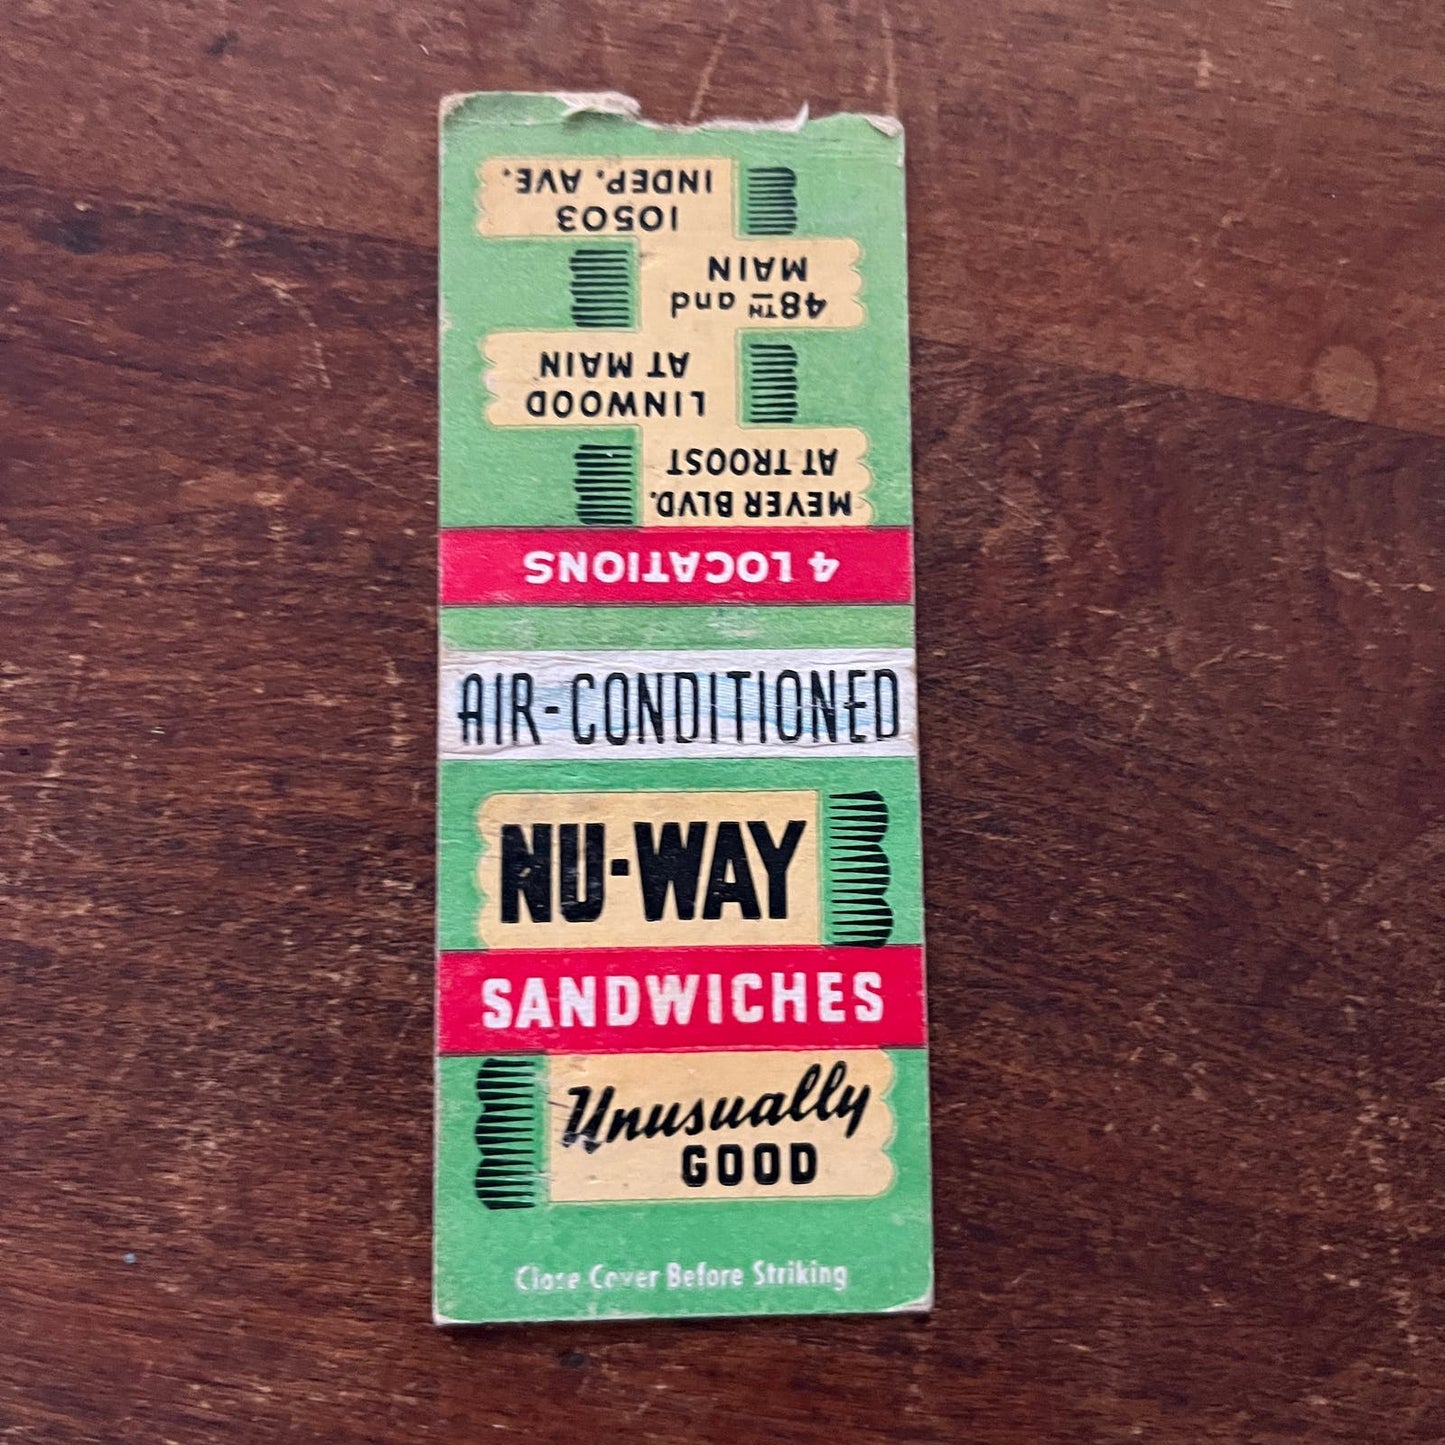 4 LOCATIONS
MEYER BLVD.
AT TROOST
LINWOOD
AT MAIN
48TH and
MAIN
10503
INDEP. AVE.
AIR-CONDITIONED
NU-WAY
SANDWICHES
Unusually
GOOD
Close Cover Before Striking